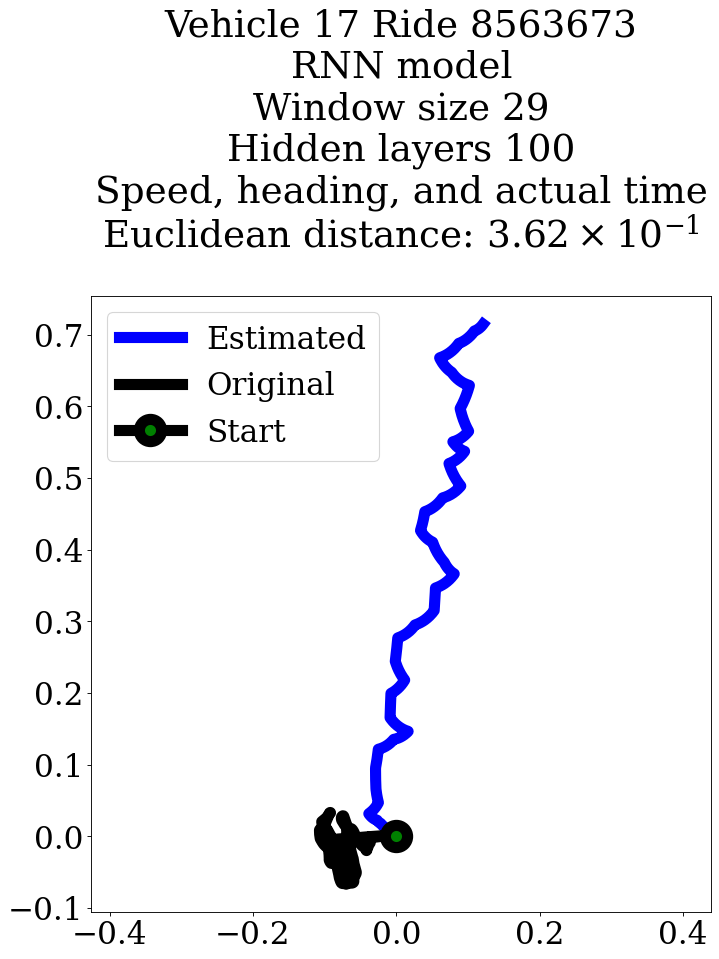 Vehicle 17 Ride 8563673
RNN model
Window size 29
Hidden layers 100
Speed, heading, and actual time
Euclidean distance: 3.62 × 10⁻¹
Estimated
Original
Start
0.7
0.6
0.5
0.4
0.3
0.2
0.1
0.0
−0.1
−0.4 −0.2 0.0 0.2 0.4